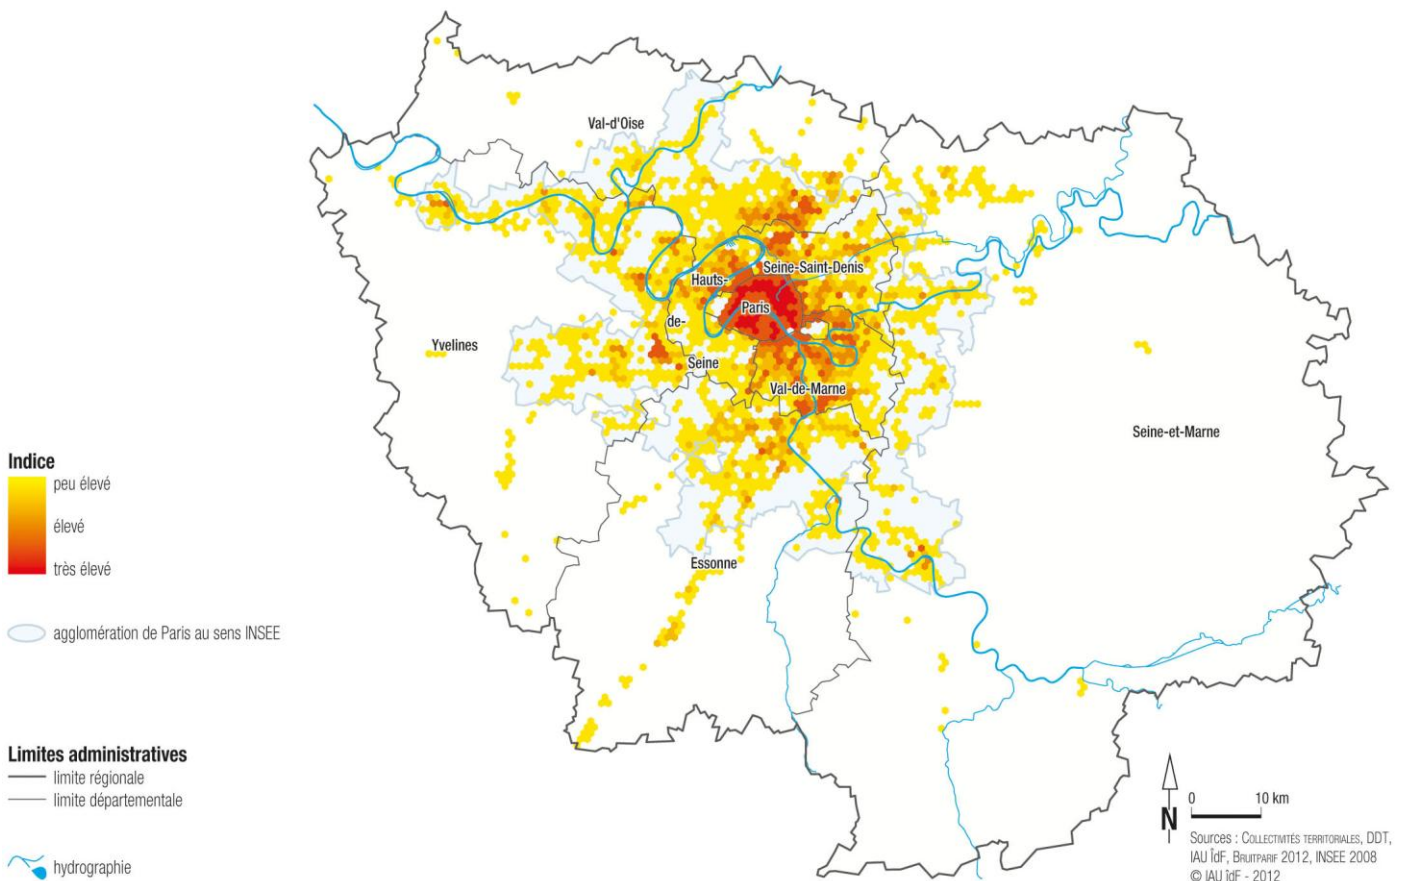 Val-d'Oise
Seine-Saint-Denis
Hauts-
Paris
de-
Yvelines
Seine
Val-de-Marne
Seine-et-Marne
Essonne
Indice
peu élevé
élevé
très élevé
agglomération de Paris au sens INSEE
Limites administratives
limite régionale
limite départementale
hydrographie
N
0 10 km
Sources : COLLECTIVITÉS TERRITORIALES, DDT,
IAU ÎdF, BRUITPARIF 2012, INSEE 2008
© IAU îdF - 2012